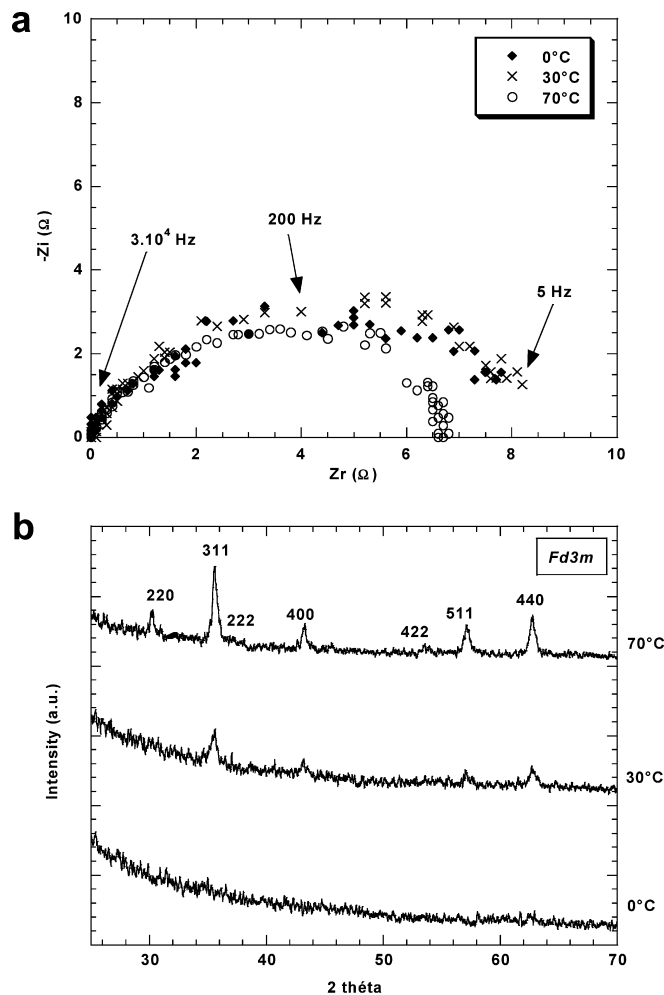 a
10
8
6
4
2
0
-Zi (Ω)
0°C
30°C
70°C
3.10⁴ Hz
200 Hz
5 Hz
0 2 4 6 8 10
Zr (Ω)
b
Fd3m
220
311
222
400
422
511
440
70°C
30°C
0°C
Intensity (a.u.)
30 40 50 60 70
2 théta